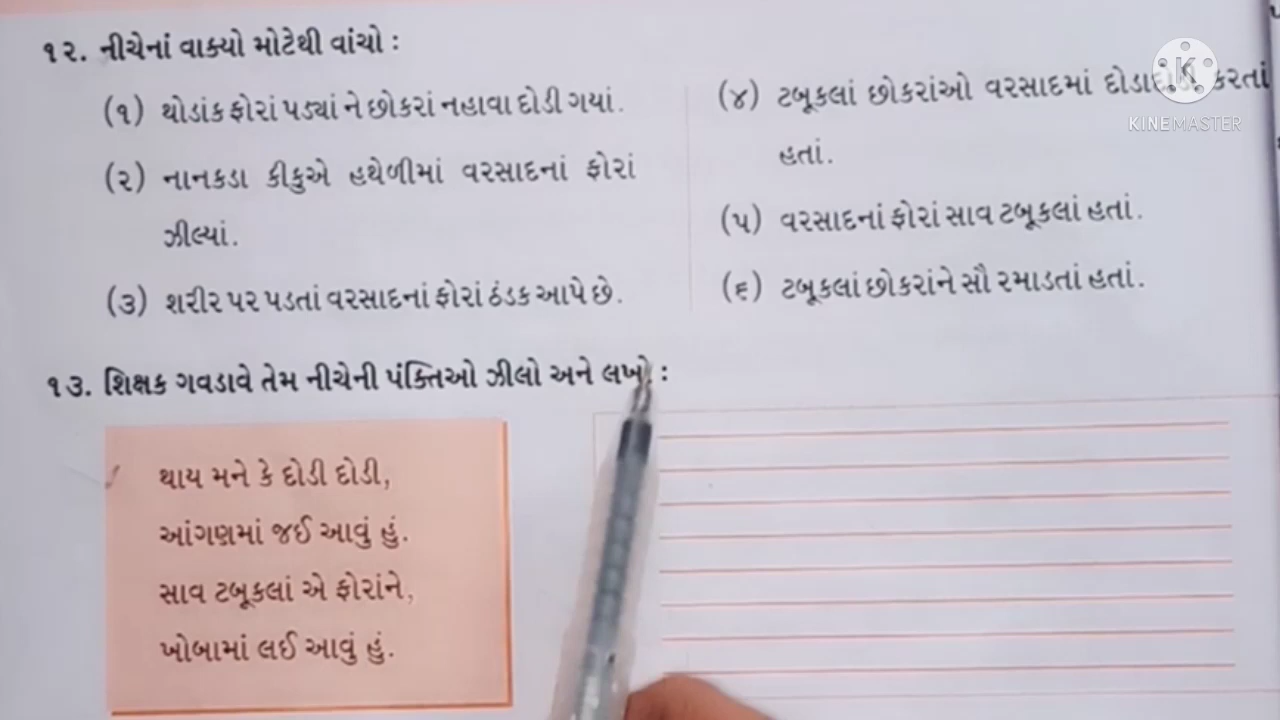 ૧૨. નીચેનાં વાક્યો મોટેથી વાંચો :
(૧) થોડાંક ફોરાં પડ્યાં ને છોકરાં નહાવા દોડી ગયાં.
(૨) નાનકડા કીકુએ હથેળીમાં વરસાદનાં ફોરાં
ઝીલ્યાં.
(૩) શરીર પર પડતાં વરસાદનાં ફોરાં ઠંડક આપે છે.
(૪) ટબૂકલાં છોકરાંઓ વરસાદમાં દોડાદોડી કરતાં
હતાં.
(૫) વરસાદનાં ફોરાં સાવ ટબૂકલાં હતાં.
(૬) ટબૂકલાં છોકરાંને સૌ રમાડતાં હતાં.
૧૩. શિક્ષક ગવડાવે તેમ નીચેની પંક્તિઓ ઝીલો અને લખો :
થાય મને કે દોડી દોડી,
આંગણમાં જઈ આવું હું.
સાવ ટબૂકલાં એ ફોરાંને,
ખોબામાં લઈ આવું હું.
K
KINEMASTER